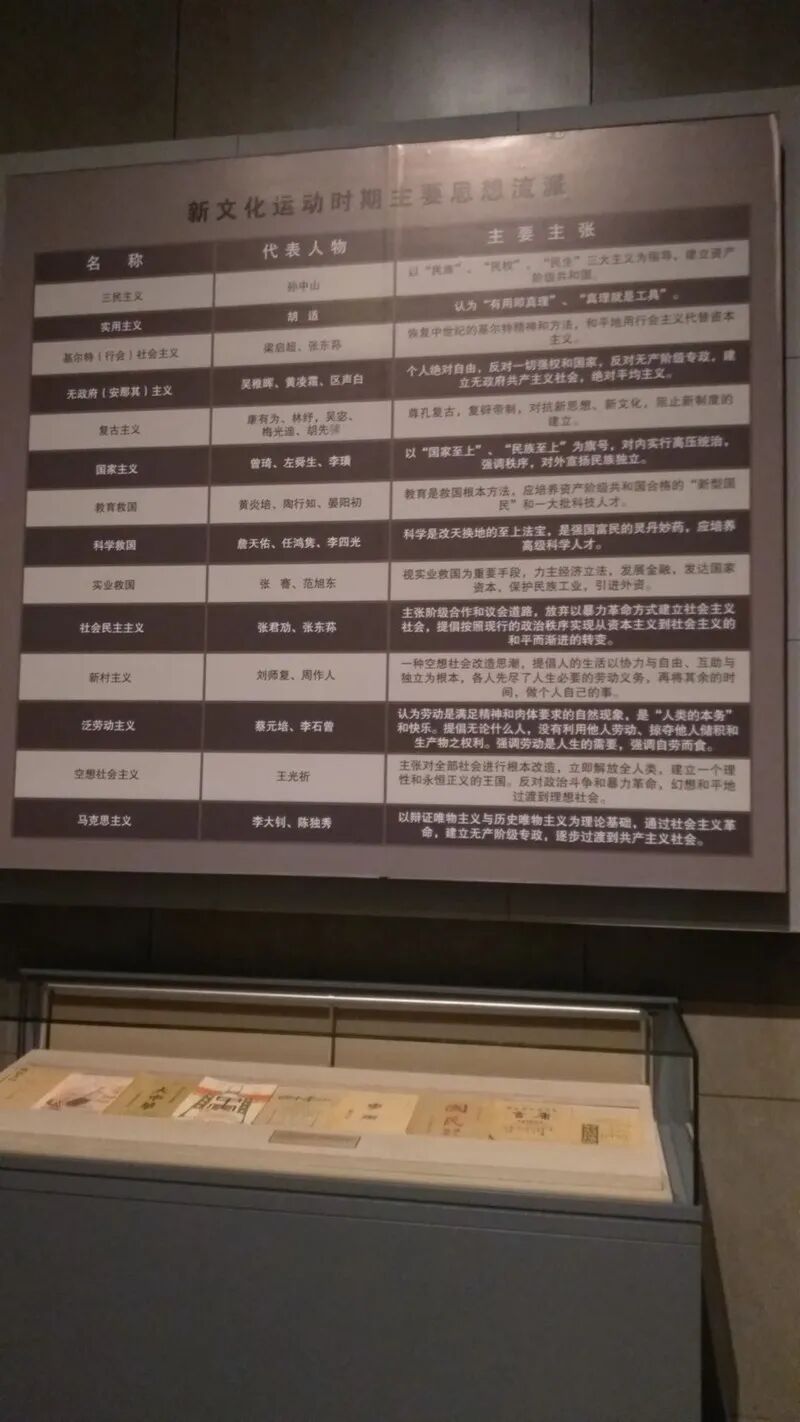 新文化运动时期主要思想流派
名 称 代表人物 主要主张
三民主义 孙中山 以“民族”、“民权”、“民生”三大主义为指导，建立资产
阶级共和国。
实用主义 胡 适 认为“有用即真理”、“真理就是工具”。
基尔特（行会）社会主义 梁启超、张东荪 恢复中世纪的基尔特精神和方法，和平地用行会主义代替资本
主义。
无政府（安那其）主义 吴稚晖、黄凌霜、区声白 个人绝对自由，反对一切强权和国家，反对无产阶级专政，建
立无政府共产主义社会，绝对平均主义。
复古主义 康有为、林纾，吴宓、
梅光迪、胡先骕 尊孔复古，复辟帝制，对抗新思想、新文化，阻止新制度的
建立。
国家主义 曾琦、左舜生、李璜 以“国家至上”、“民族至上”为旗号，对内实行高压统治，
强调秩序，对外宣扬民族独立。
教育救国 黄炎培、陶行知、晏阳初 教育是救国根本方法，应培养资产阶级共和国合格的“新型国
民”和一大批科技人才。
科学救国 詹天佑、任鸿隽、李四光 科学是改天换地的至上法宝，是强国富民的灵丹妙药，应培养
高级科学人才。
实业救国 张 謇、范旭东 视实业救国为重要手段，力主经济立法，发展金融，发达国家
资本，保护民族工业，引进外资。
社会民主主义 张君劢、张东荪 主张阶级合作和议会道路，放弃以暴力革命方式建立社会主义
社会，提倡按照现行的政治秩序实现从资本主义到社会主义的
和平而渐进的转变。
新村主义 刘师复、周作人 一种空想社会改造思潮，提倡人的生活以协力与自由、互助与
独立为根本，各人先尽了人生必要的劳动义务，再将其余的时
间，做个人自己的事。
泛劳动主义 蔡元培、李石曾 认为劳动是满足精神和肉体要求的自然现象，是“人类的本务”
和快乐。提倡无论什么人，没有利用他人劳动、掠夺他人储积和
生产物之权利。强调劳动是人生的需要，强调自劳而食。
空想社会主义 王光祈 主张对全部社会进行根本改造，立即解放全人类，建立一个理
性和永恒正义的王国。反对政治斗争和暴力革命，幻想和平地
过渡到理想社会。
马克思主义 李大钊、陈独秀 以辩证唯物主义与历史唯物主义为理论基础，通过社会主义革
命，建立无产阶级专政，逐步过渡到共产主义社会。
国民